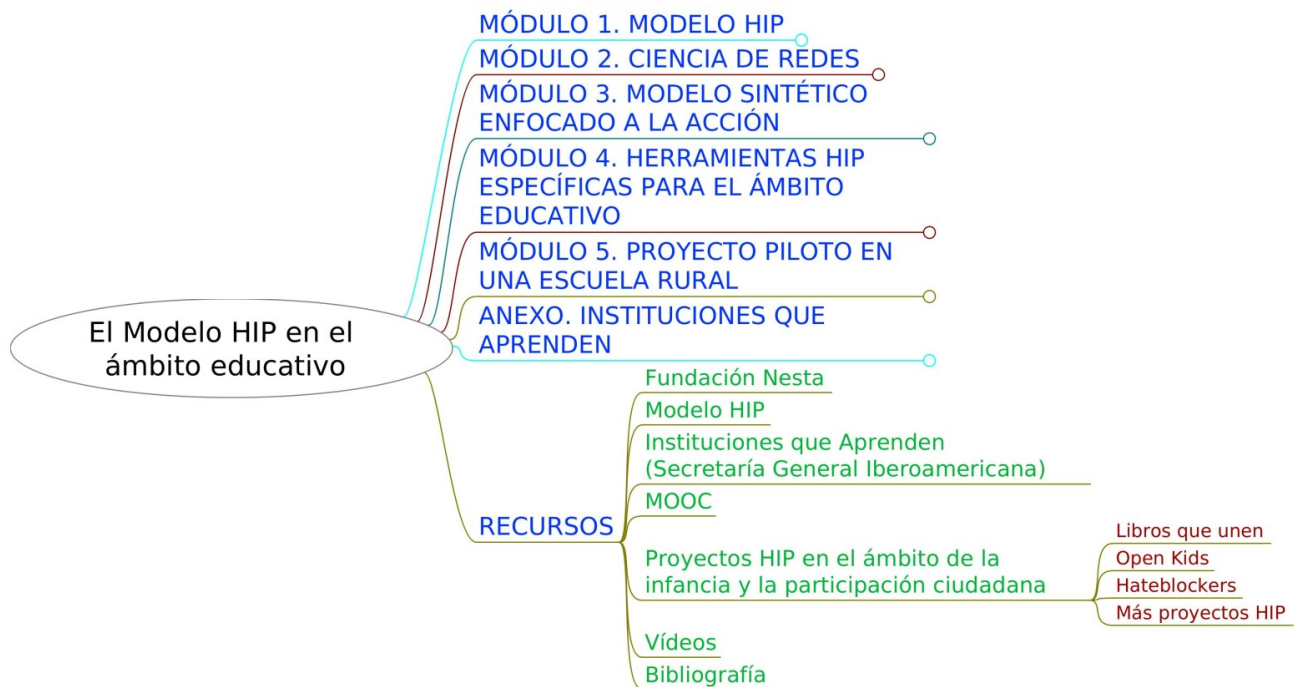 MÓDULO 1. MODELO HIP
MÓDULO 2. CIENCIA DE REDES
MÓDULO 3. MODELO SINTÉTICO
ENFOCADO A LA ACCIÓN
MÓDULO 4. HERRAMIENTAS HIP
ESPECÍFICAS PARA EL ÁMBITO
EDUCATIVO
MÓDULO 5. PROYECTO PILOTO EN
UNA ESCUELA RURAL
ANEXO. INSTITUCIONES QUE
APRENDEN
El Modelo HIP en el
ámbito educativo
RECURSOS
Fundación Nesta
Modelo HIP
Instituciones que Aprenden
(Secretaría General Iberoamericana)
MOOC
Proyectos HIP en el ámbito de la
infancia y la participación ciudadana
Libros que unen
Open Kids
Hateblockers
Más proyectos HIP
Vídeos
Bibliografía